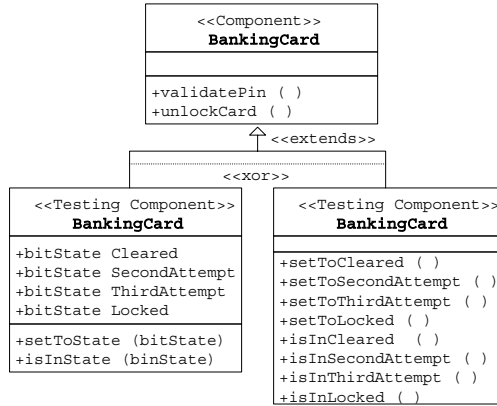 <<Component>>
BankingCard
+validatePin ( )
+unlockCard ( )
<<extends>>
<<xor>>
<<Testing Component>>
BankingCard
+bitState Cleared
+bitState SecondAttempt
+bitState ThirdAttempt
+bitState Locked
+setToState (bitState)
+isInState (binState)
<<Testing Component>>
BankingCard
+setToCleared ( )
+setToSecondAttempt ( )
+setToThirdAttempt ( )
+setToLocked ( )
+isInCleared ( )
+isInSecondAttempt ( )
+isInThirdAttempt ( )
+isInLocked ( )